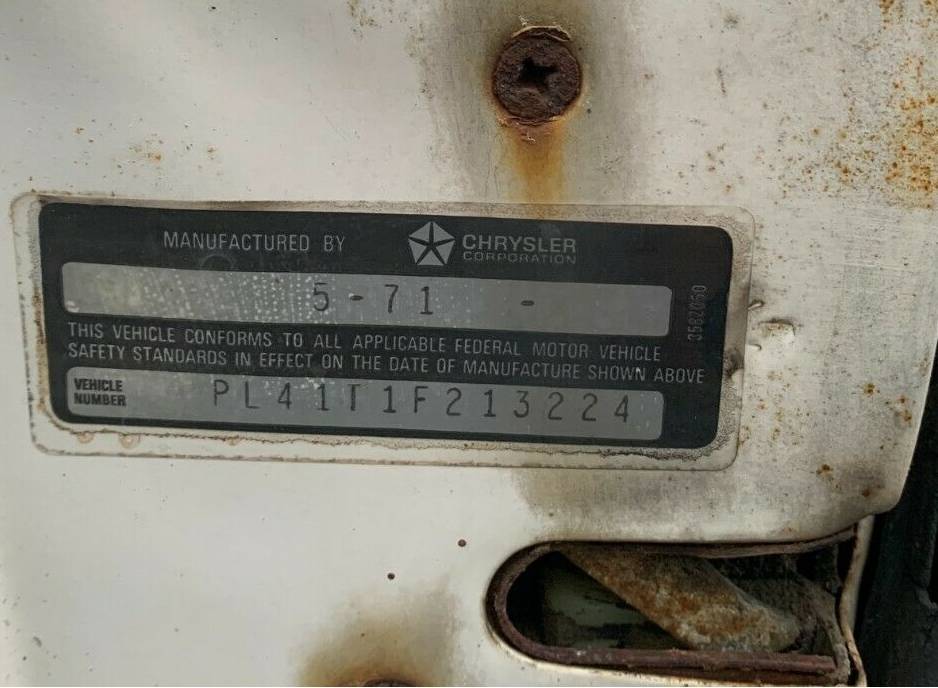 MANUFACTURED BY CHRYSLER
CORPORATION
5-71 -
THIS VEHICLE CONFORMS TO ALL APPLICABLE FEDERAL MOTOR VEHICLE
SAFETY STANDARDS IN EFFECT ON THE DATE OF MANUFACTURE SHOWN ABOVE
VEHICLE
NUMBER PL41T1F213224
3582050